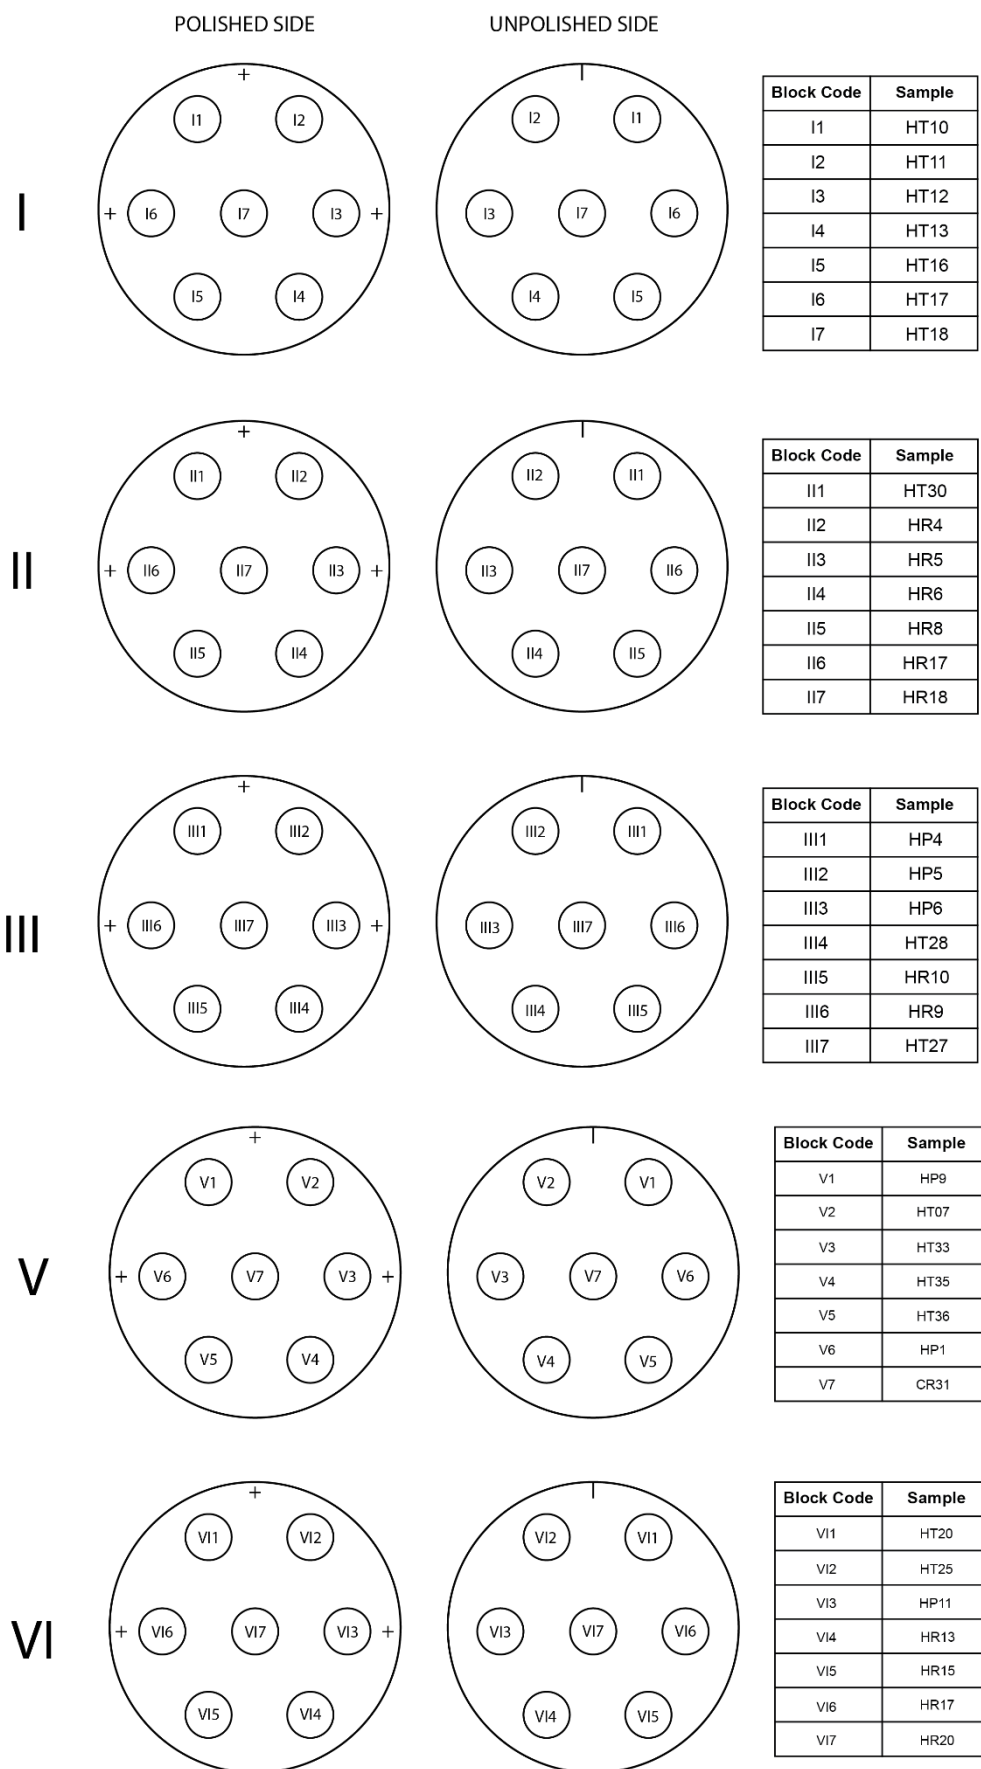 POLISHED SIDE UNPOLISHED SIDE
I
+
I1 I2
+ I6 I7 I3 +
I5 I4
I2 I1
I3 I7 I6
I4 I5
Block Code Sample
I1 HT10
I2 HT11
I3 HT12
I4 HT13
I5 HT16
I6 HT17
I7 HT18
II
+
II1 II2
+ II6 II7 II3 +
II5 II4
II2 II1
II3 II7 II6
II4 II5
Block Code Sample
II1 HT30
II2 HR4
II3 HR5
II4 HR6
II5 HR8
II6 HR17
II7 HR18
III
+
III1 III2
+ III6 III7 III3 +
III5 III4
III2 III1
III3 III7 III6
III4 III5
Block Code Sample
III1 HP4
III2 HP5
III3 HP6
III4 HT28
III5 HR10
III6 HR9
III7 HT27
V
+
V1 V2
+ V6 V7 V3 +
V5 V4
V2 V1
V3 V7 V6
V4 V5
Block Code Sample
V1 HP9
V2 HT07
V3 HT33
V4 HT35
V5 HT36
V6 HP1
V7 CR31
VI
+
VI1 VI2
+ VI6 VI7 VI3 +
VI5 VI4
VI2 VI1
VI3 VI7 VI6
VI4 VI5
Block Code Sample
VI1 HT20
VI2 HT25
VI3 HP11
VI4 HR13
VI5 HR15
VI6 HR17
VI7 HR20